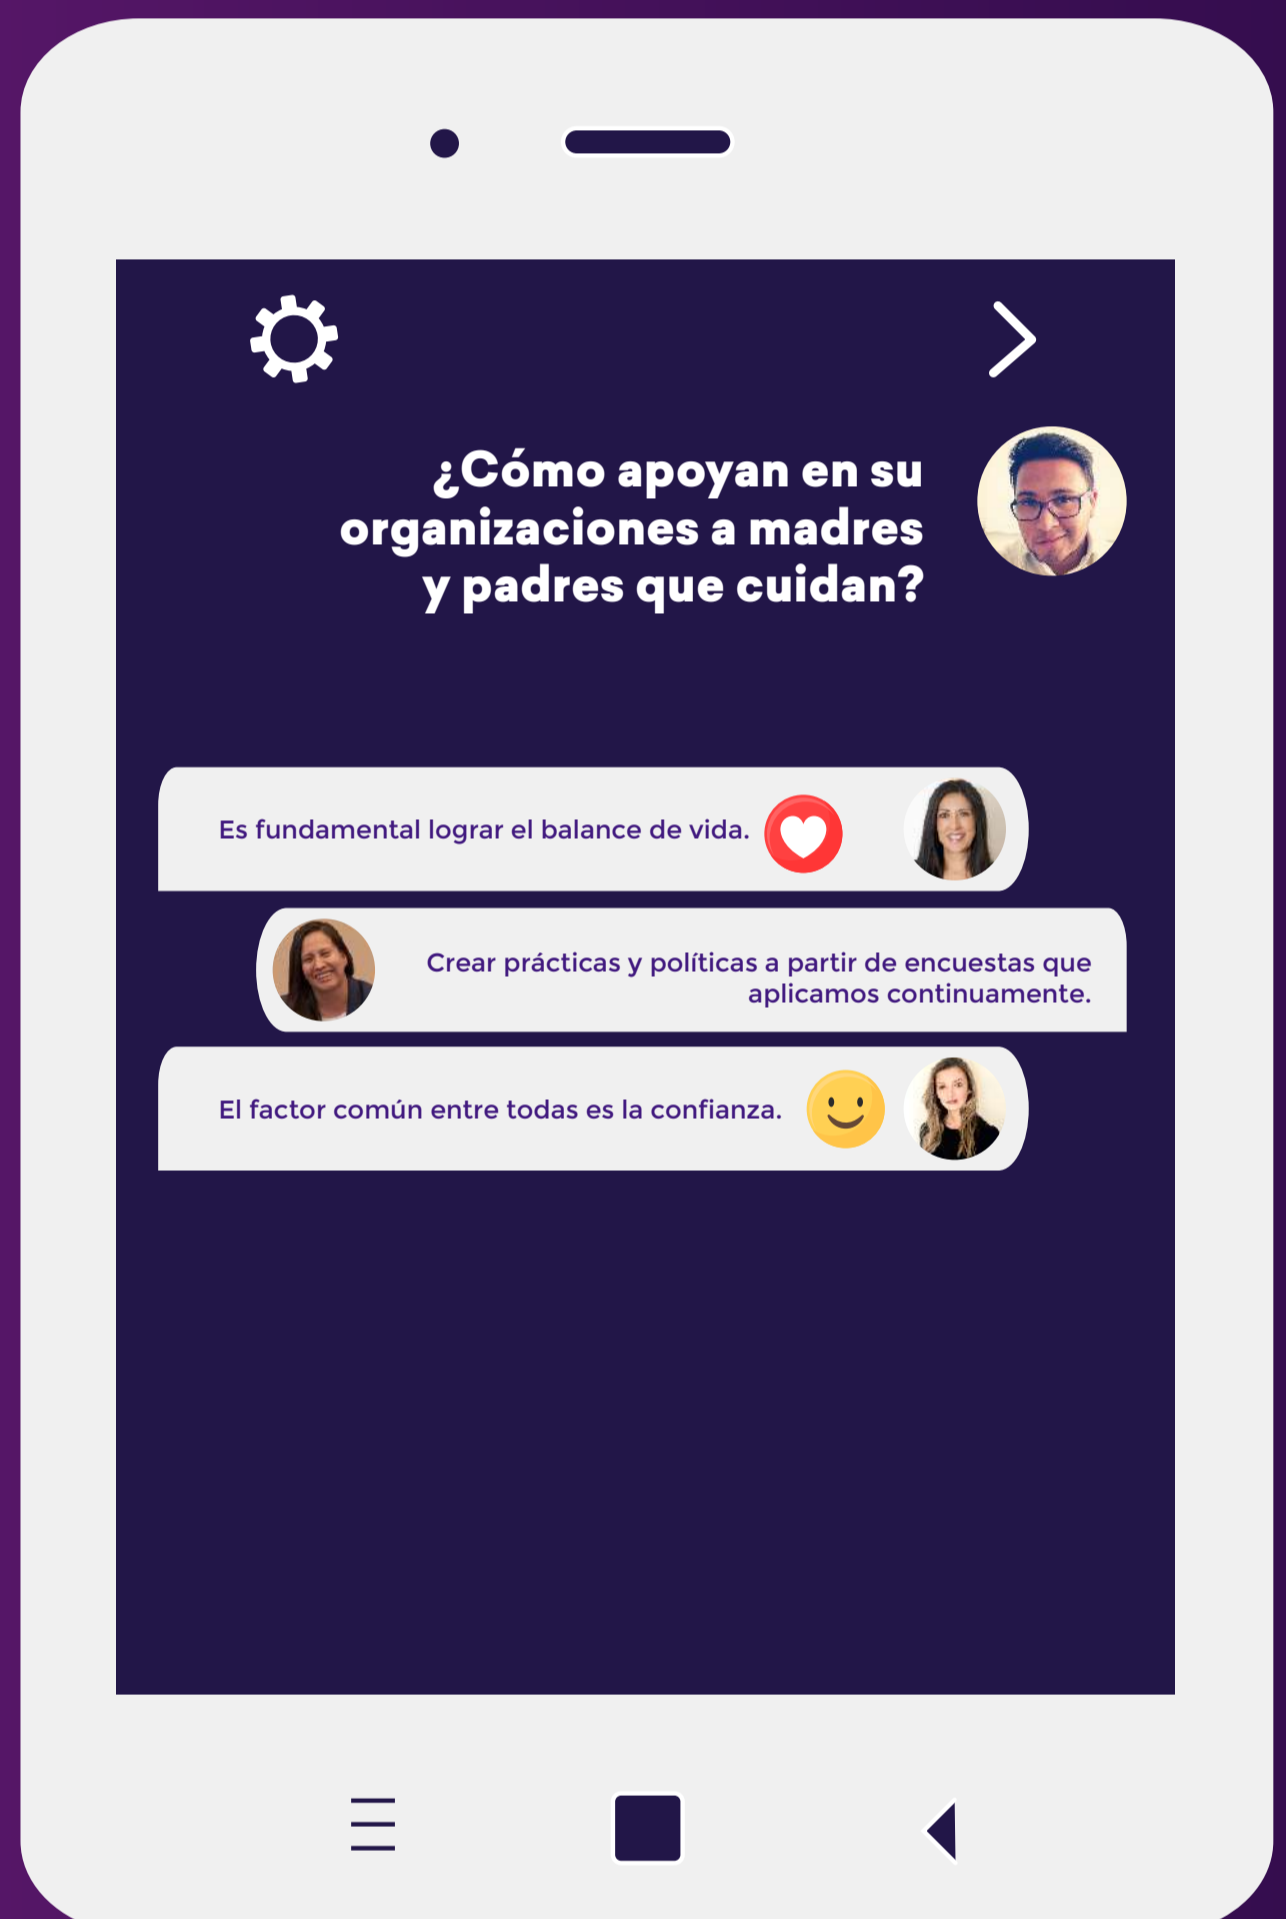 ¿Cómo apoyan en su
organizaciones a madres
y padres que cuidan?
Es fundamental lograr el balance de vida.
Crear prácticas y políticas a partir de encuestas que
aplicamos continuamente.
El factor común entre todas es la confianza.